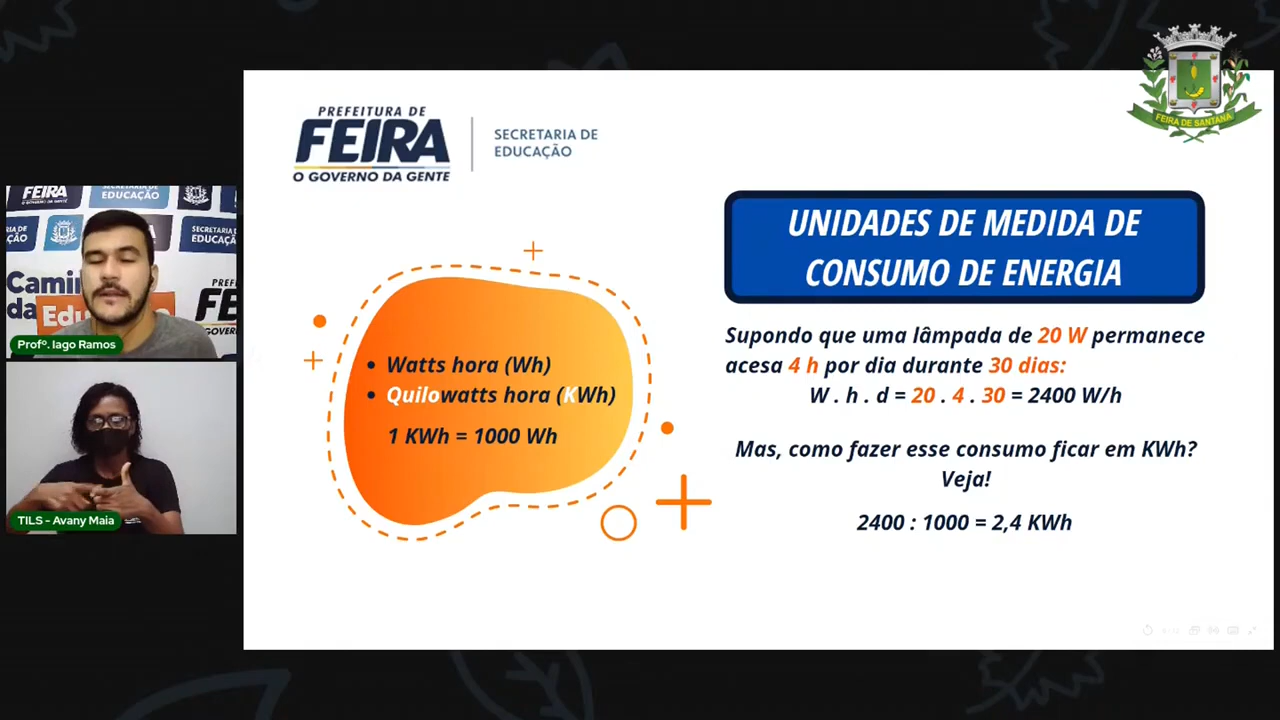 PREFEITURA DE
FEIRA
O GOVERNO DA GENTE
SECRETARIA DE
EDUCAÇÃO
FEIRA DE SANTANA
UNIDADES DE MEDIDA DE
CONSUMO DE ENERGIA
• Watts hora (Wh)
• Quilowatts hora (KWh)
1 KWh = 1000 Wh
Supondo que uma lâmpada de 20 W permanece
acesa 4 h por dia durante 30 dias:
W . h . d = 20 . 4 . 30 = 2400 W/h
Mas, como fazer esse consumo ficar em KWh?
Veja!
2400 : 1000 = 2,4 KWh
FEIRA
SECRETARIA DE
EDUCAÇÃO
EDUCAÇÃO
Profº. Iago Ramos
TILS - Avany Maia